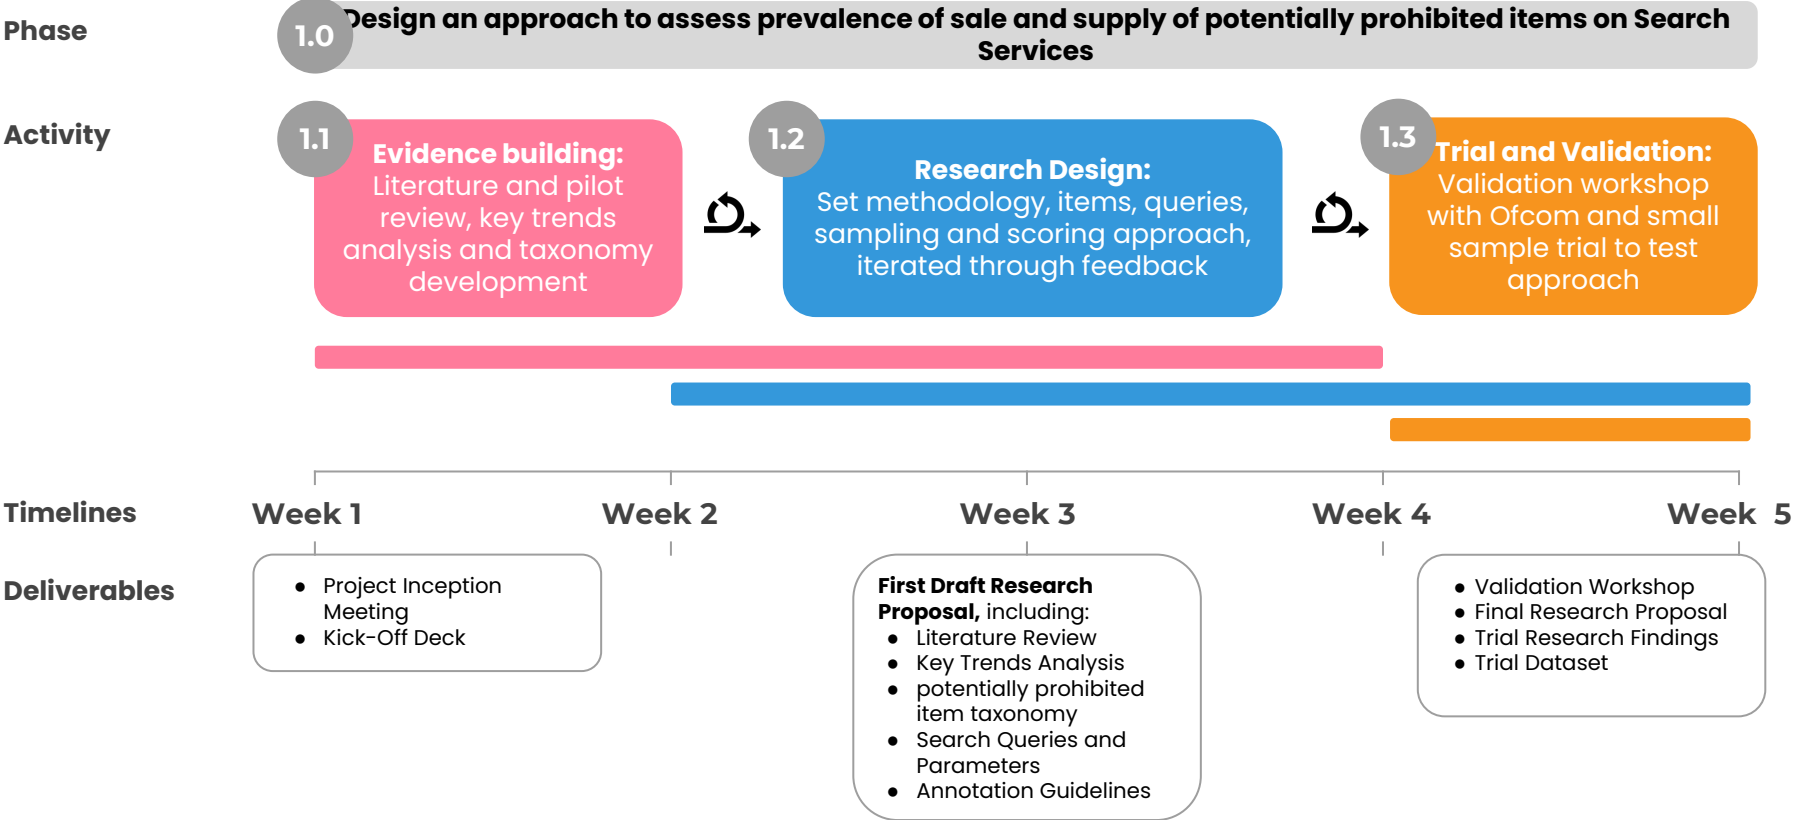 Phase
1.0
Design an approach to assess prevalence of sale and supply of potentially prohibited items on Search
Services
Activity
1.1
Evidence building:
Literature and pilot
review, key trends
analysis and taxonomy
development
1.2
Research Design:
Set methodology, items, queries,
sampling and scoring approach,
iterated through feedback
1.3
Trial and Validation:
Validation workshop
with Ofcom and small
sample trial to test
approach
Timelines
Week 1
Week 2
Week 3
Week 4
Week 5
Deliverables
● Project Inception
Meeting
● Kick-Off Deck
First Draft Research
Proposal, including:
● Literature Review
● Key Trends Analysis
● potentially prohibited
item taxonomy
● Search Queries and
Parameters
● Annotation Guidelines
● Validation Workshop
● Final Research Proposal
● Trial Research Findings
● Trial Dataset